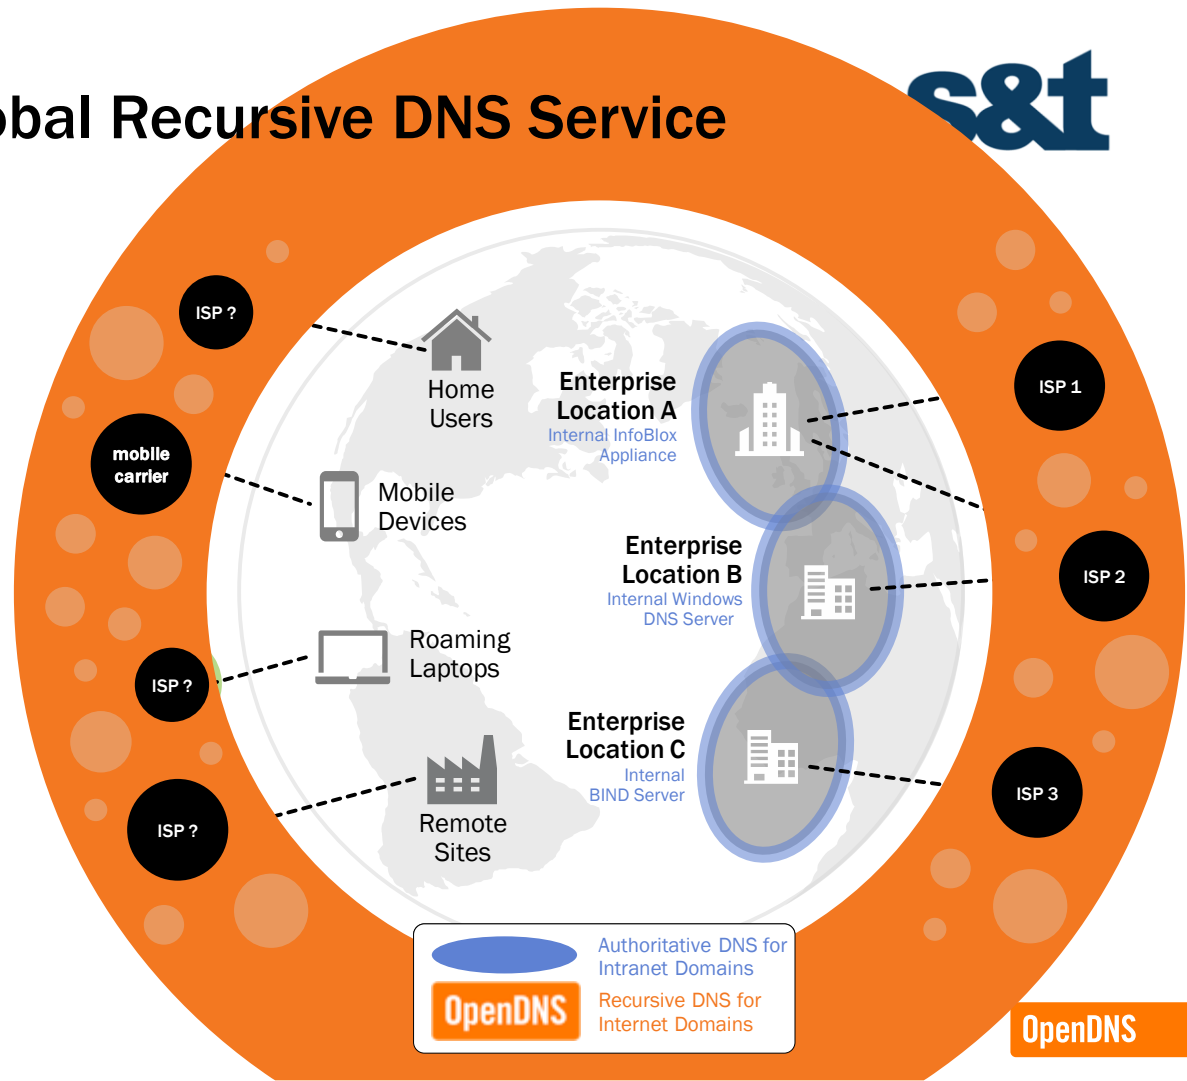 obal Recursive DNS Service
s&t
ISP ?
Home
Users
Enterprise
Location A
Internal InfoBlox
Appliance
ISP 1
mobile
carrier
Mobile
Devices
Enterprise
Location B
Internal Windows
DNS Server
ISP 2
ISP ?
Roaming
Laptops
Enterprise
Location C
Internal
BIND Server
ISP 3
ISP ?
Remote
Sites
Authoritative DNS for
Intranet Domains
OpenDNS
Recursive DNS for
Internet Domains
OpenDNS